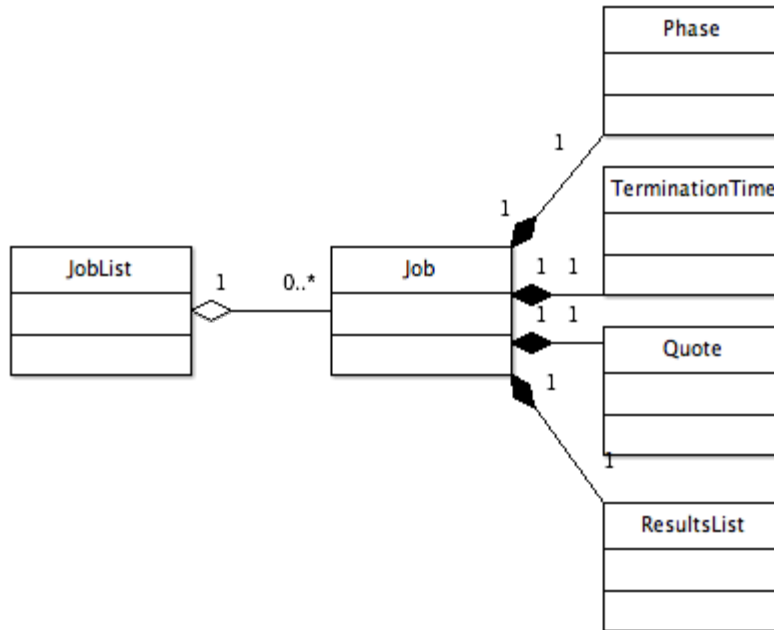 Phase
1
1
TerminationTime
JobList
1
0..*
Job
1 1
1 1
Quote
1
1
ResultsList